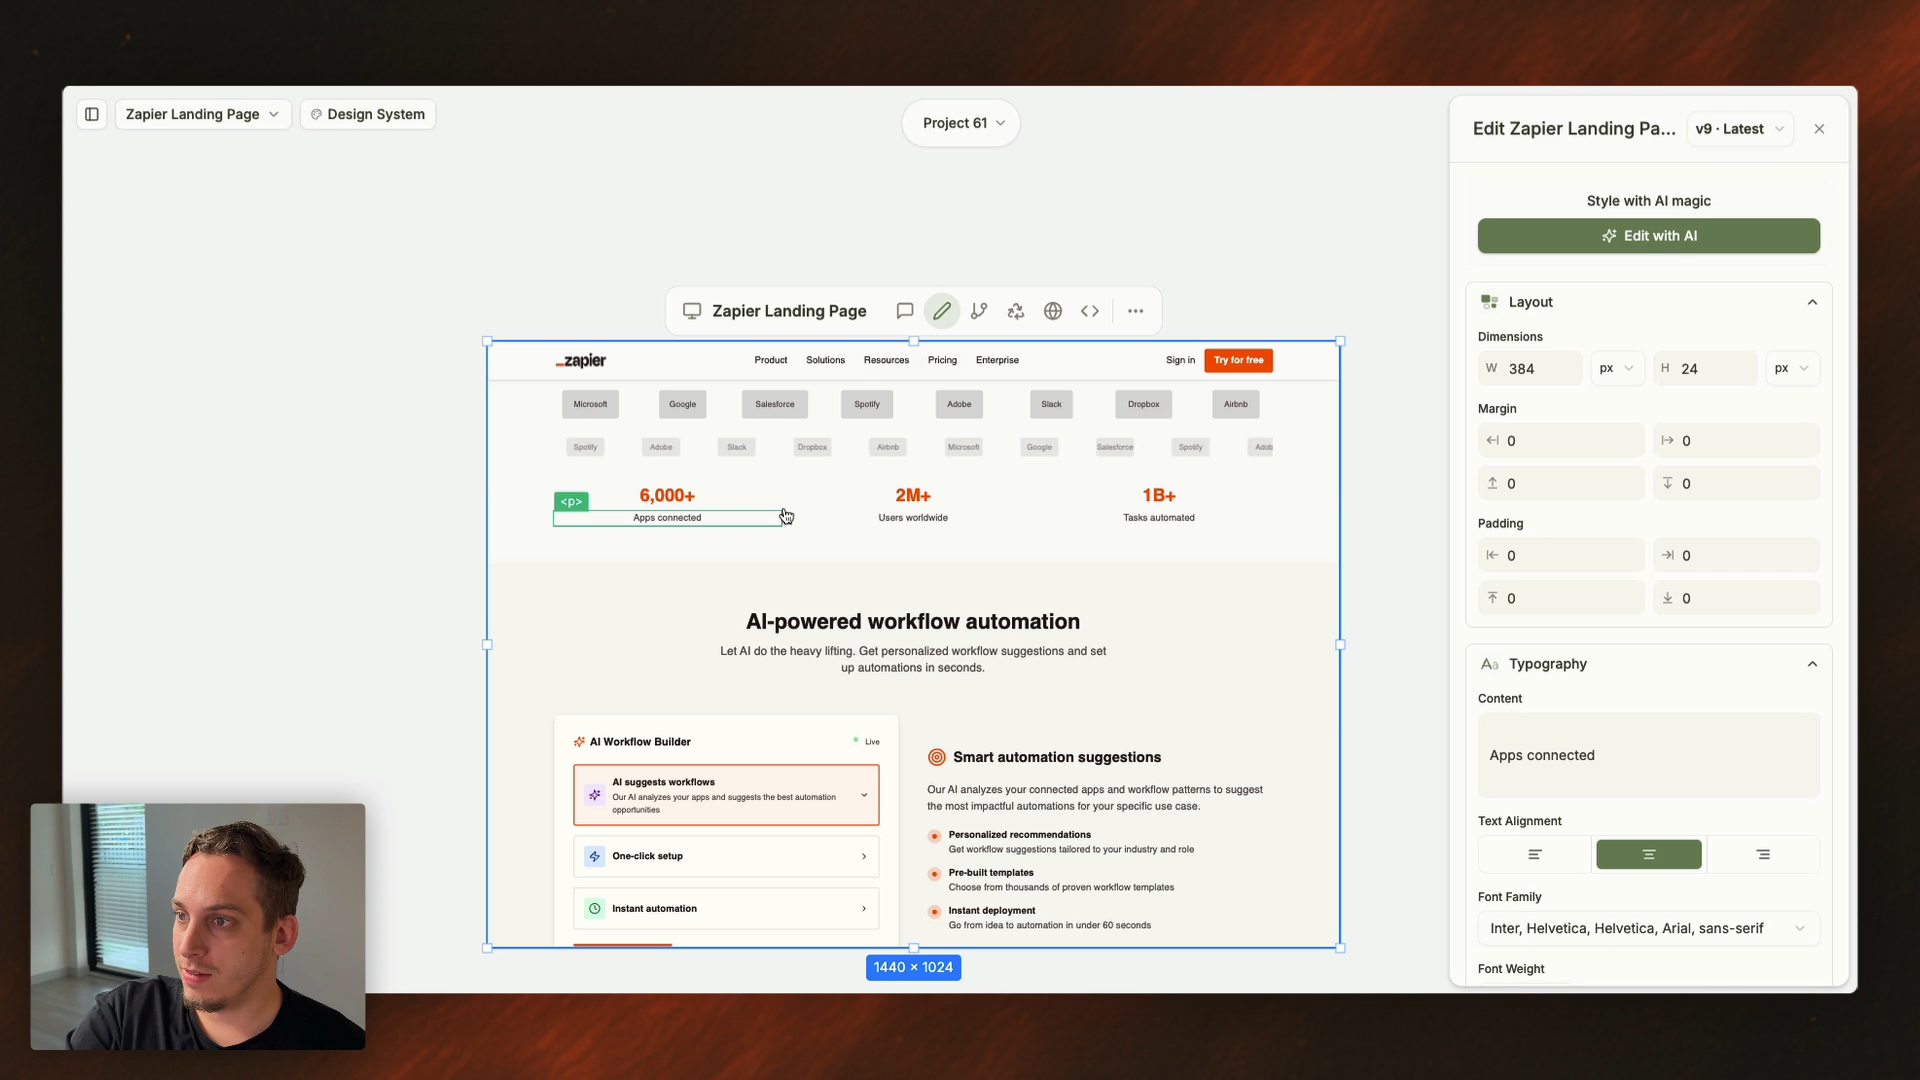 Zapier Landing Page
Design System
Project 61
Edit Zapier Landing Pa...
v9 · Latest
Style with AI magic
Edit with AI
Layout
Dimensions
W 384 px H 24 px
Margin
0 0
0 0
Padding
0 0
0 0
Typography
Content
Apps connected
Text Alignment
Font Family
Inter, Helvetica, Helvetica, Arial, sans-serif
Font Weight
Zapier Landing Page
zapier
Product Solutions Resources Pricing Enterprise
Sign in Try for free
Microsoft Google Salesforce Spotify Adobe Slack Dropbox Airbnb
Spotify Adobe Slack Dropbox Airbnb Microsoft Google Salesforce Spotify Adob
<p>
6,000+ 2M+ 1B+
Apps connected Users worldwide Tasks automated
AI-powered workflow automation
Let AI do the heavy lifting. Get personalized workflow suggestions and set
up automations in seconds.
AI Workflow Builder
Live
AI suggests workflows
Our AI analyzes your apps and suggests the best automation
opportunities
One-click setup
Instant automation
Smart automation suggestions
Our AI analyzes your connected apps and workflow patterns to suggest
the most impactful automations for your specific use case.
Personalized recommendations
Get workflow suggestions tailored to your industry and role
Pre-built templates
Choose from thousands of proven workflow templates
Instant deployment
Go from idea to automation in under 60 seconds
1440 × 1024